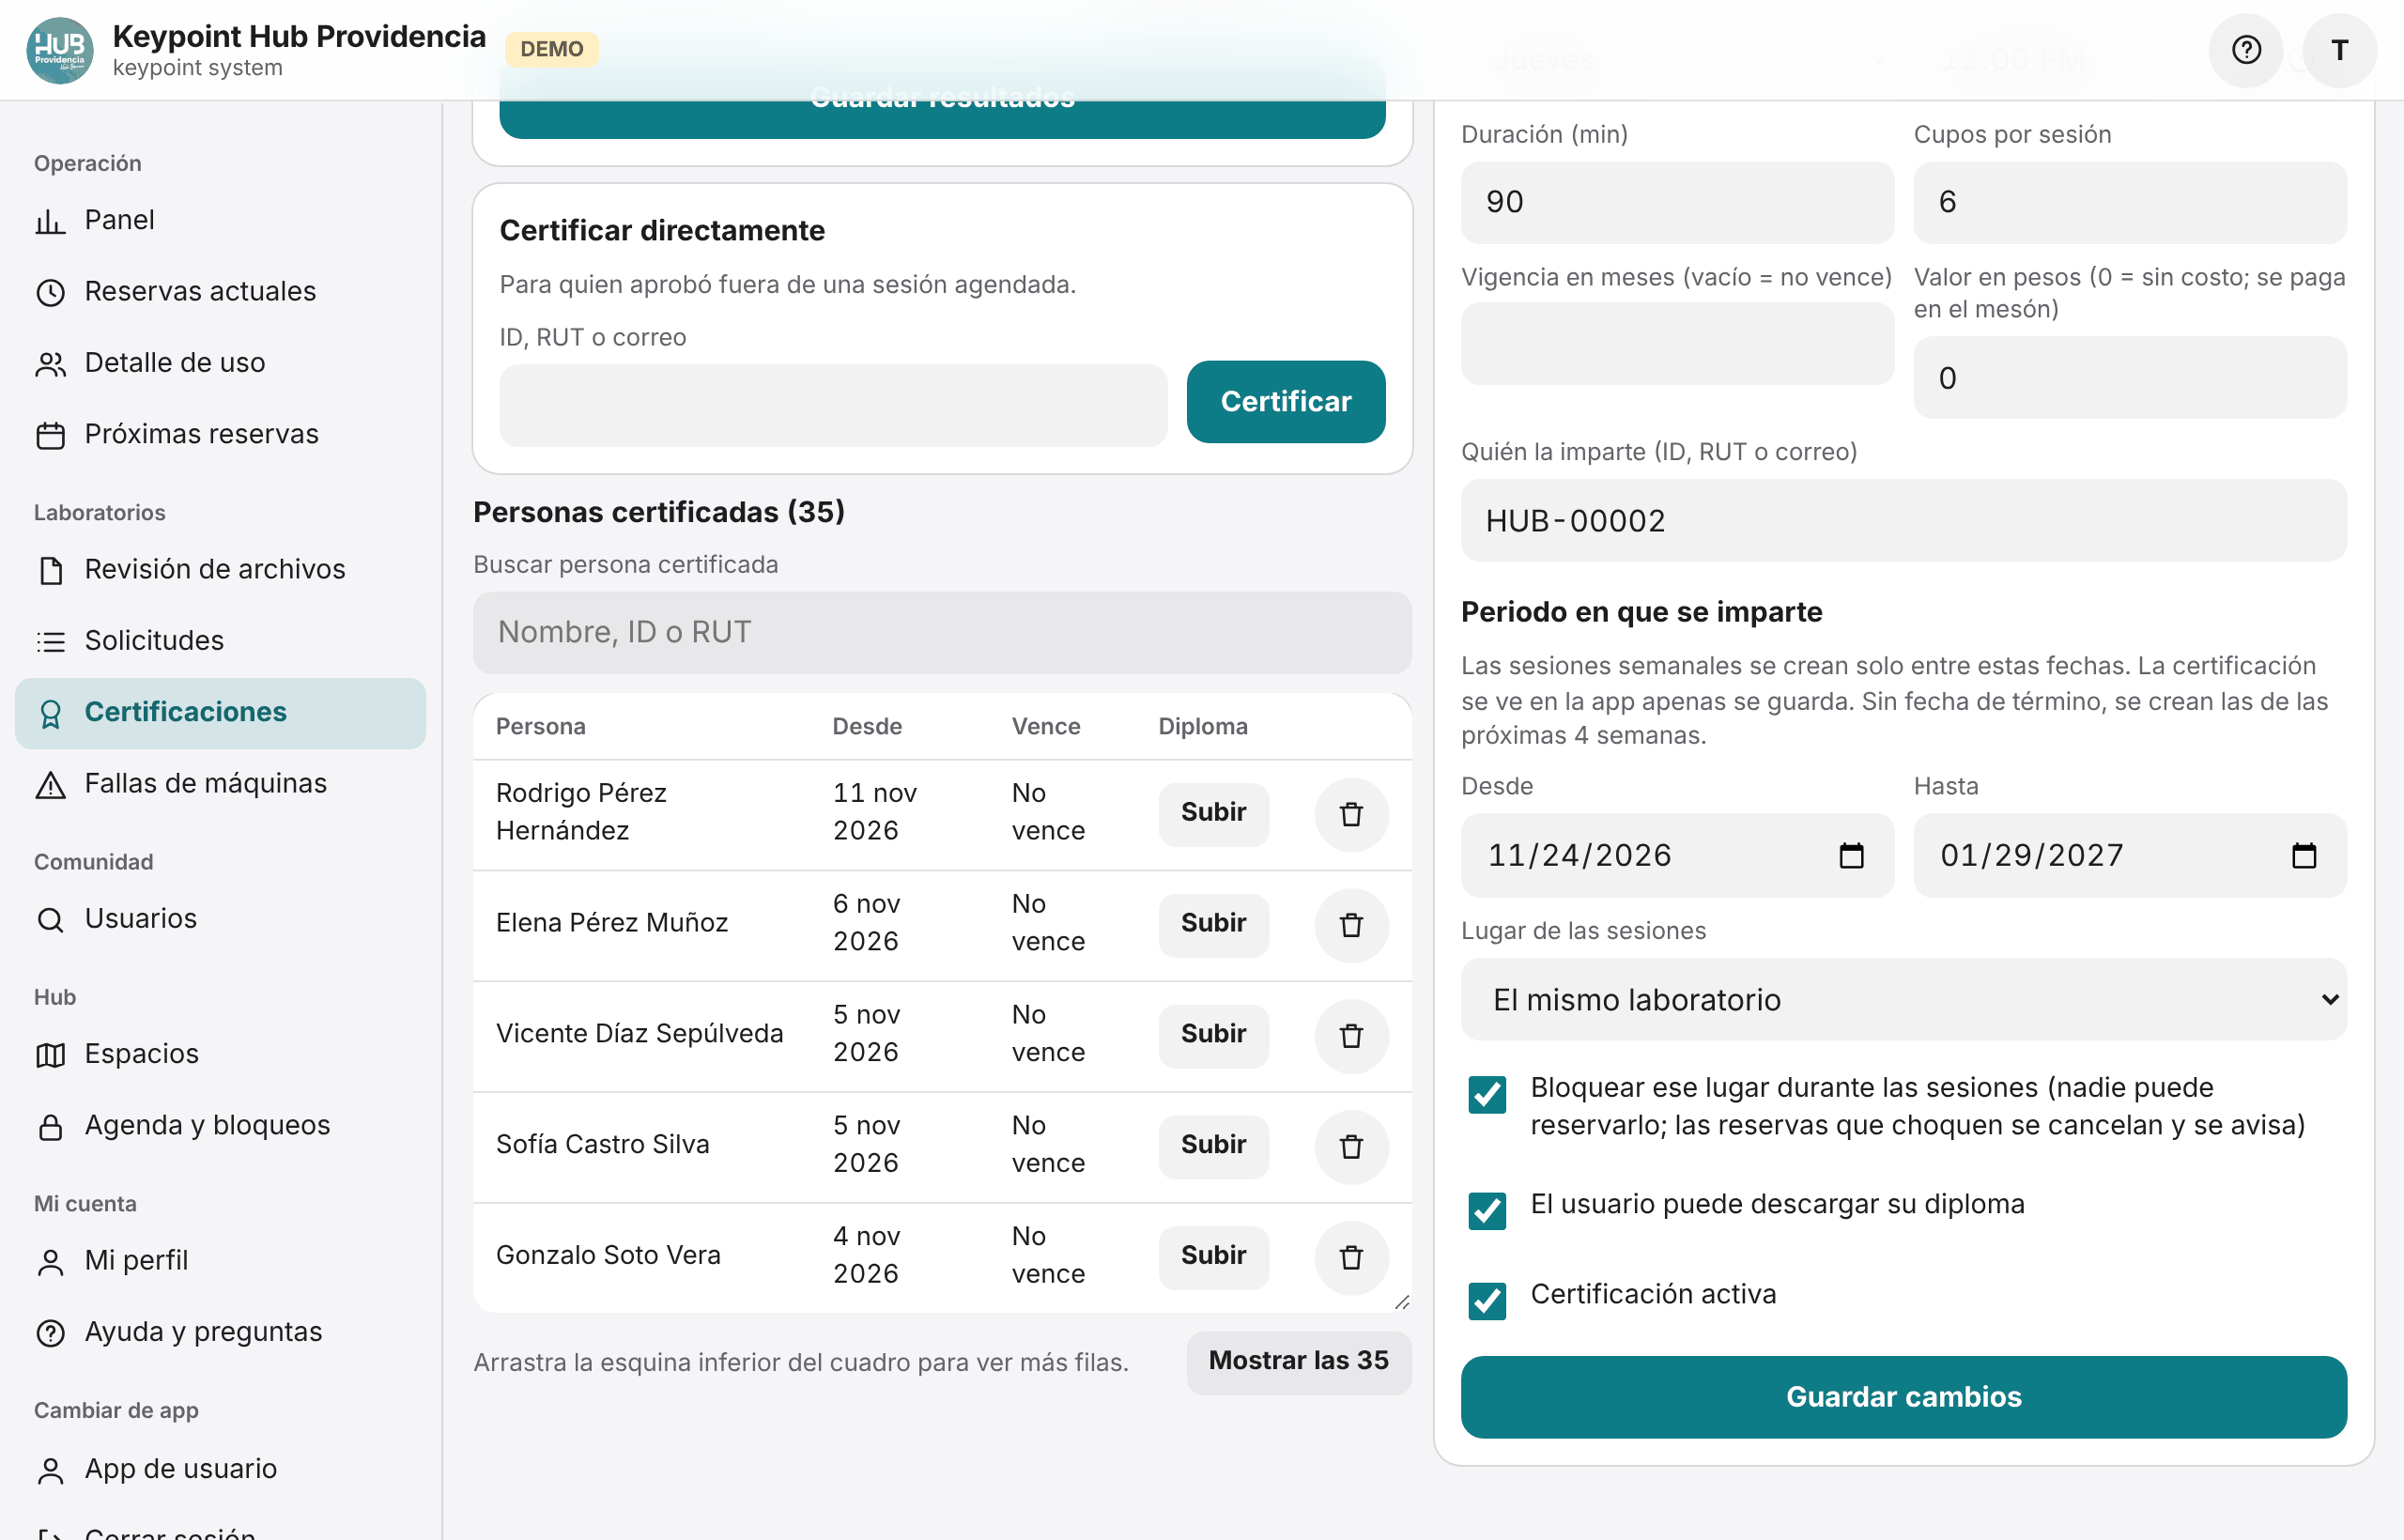 HUB
Providencia
Keypoint Hub Providencia
keypoint system
DEMO
T
Operación
Panel
Reservas actuales
Detalle de uso
Próximas reservas
Laboratorios
Revisión de archivos
Solicitudes
Certificaciones
Fallas de máquinas
Comunidad
Usuarios
Hub
Espacios
Agenda y bloqueos
Mi cuenta
Mi perfil
Ayuda y preguntas
Cambiar de app
App de usuario
Cerrar sesión
Guardar resultados
Certificar directamente
Para quien aprobó fuera de una sesión agendada.
ID, RUT o correo
Certificar
Personas certificadas (35)
Buscar persona certificada
Nombre, ID o RUT
Persona Desde Vence Diploma
Rodrigo Pérez Hernández 11 nov 2026 No vence Subir
Elena Pérez Muñoz 6 nov 2026 No vence Subir
Vicente Díaz Sepúlveda 5 nov 2026 No vence Subir
Sofía Castro Silva 5 nov 2026 No vence Subir
Gonzalo Soto Vera 4 nov 2026 No vence Subir
Arrastra la esquina inferior del cuadro para ver más filas.
Mostrar las 35
Jueves 12:00 PM
Duración (min)
90
Cupos por sesión
6
Vigencia en meses (vacío = no vence)
Valor en pesos (0 = sin costo; se paga
en el mesón)
0
Quién la imparte (ID, RUT o correo)
HUB-00002
Periodo en que se imparte
Las sesiones semanales se crean solo entre estas fechas. La certificación
se ve en la app apenas se guarda. Sin fecha de término, se crean las de las
próximas 4 semanas.
Desde
11/24/2026
Hasta
01/29/2027
Lugar de las sesiones
El mismo laboratorio
Bloquear ese lugar durante las sesiones (nadie puede
reservarlo; las reservas que choquen se cancelan y se avisa)
El usuario puede descargar su diploma
Certificación activa
Guardar cambios